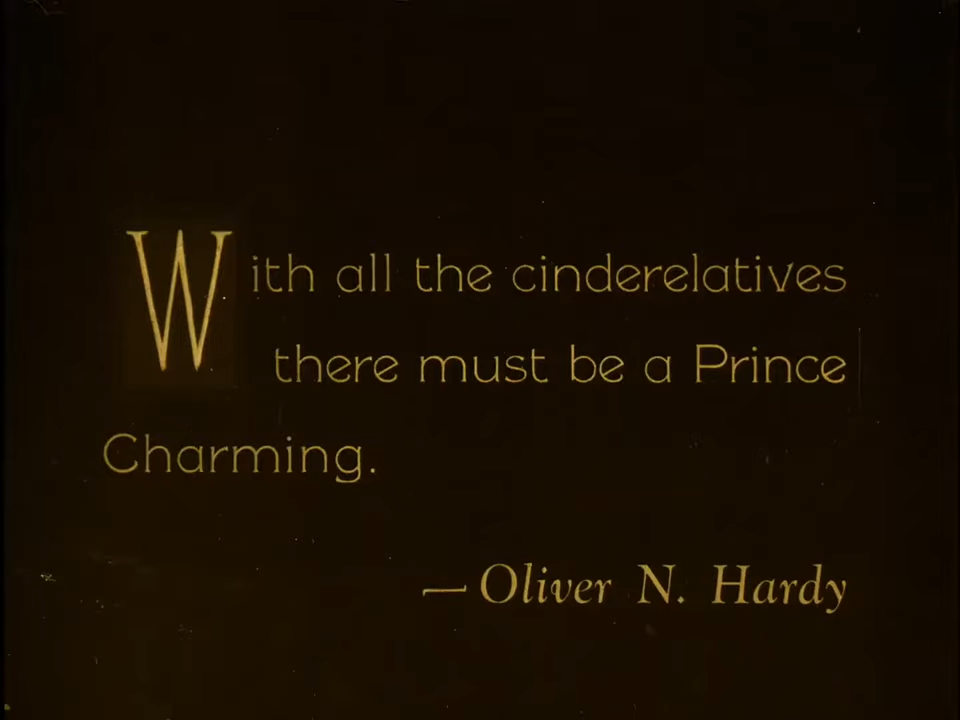 With all the cinderelatives
there must be a Prince
Charming.
— Oliver N. Hardy